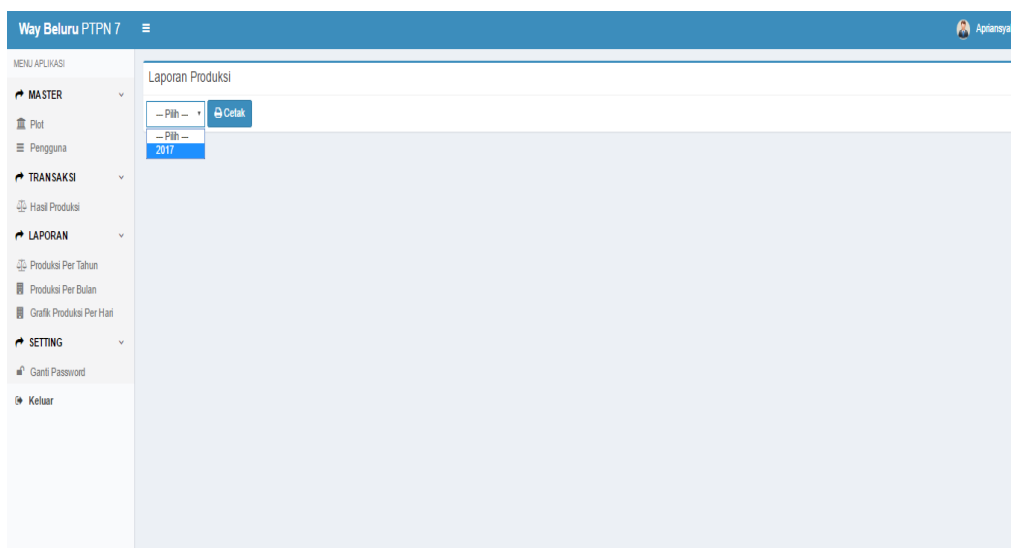 Way Beluru PTPN 7
Apriansya
MENU APLIKASI
MASTER
Plot
Pengguna
TRANSAKSI
Hasil Produksi
LAPORAN
Produksi Per Tahun
Produksi Per Bulan
Grafik Produksi Per Hari
SETTING
Ganti Password
Keluar
Laporan Produksi
--- Pilih --- Cetak
--- Pilih ---
2017